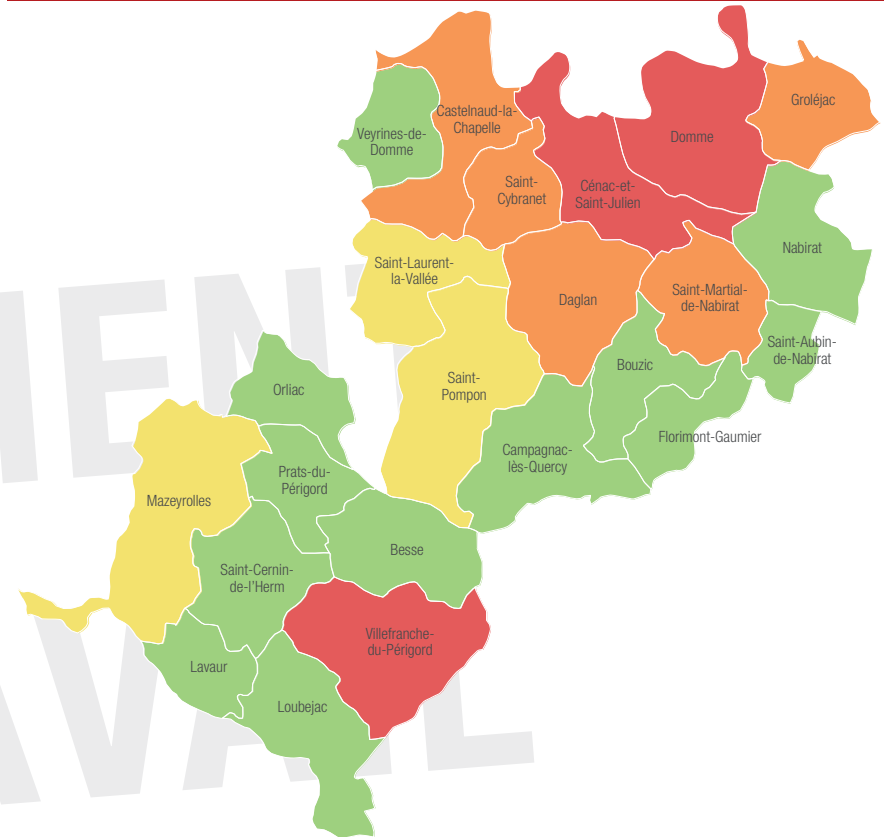 Castelnaud-la-
Chapelle
Groléjac
Veyrines-de-
Domme
Domme
Saint-
Cybranet
Cénac-et-
Saint-Julien
Nabirat
Saint-Laurent-
la-Vallée
Daglan
Saint-Martial-
de-Nabirat
Saint-Aubin-
de-Nabirat
Bouzic
Saint-
Pompon
Orliac
Florimont-Gaumier
Campagnac-
lès-Quercy
Prats-du-
Périgord
Mazeyrolles
Besse
Saint-Cernin-
de-l'Herm
Villefranche-
du-Périgord
Lavaur
Loubejac